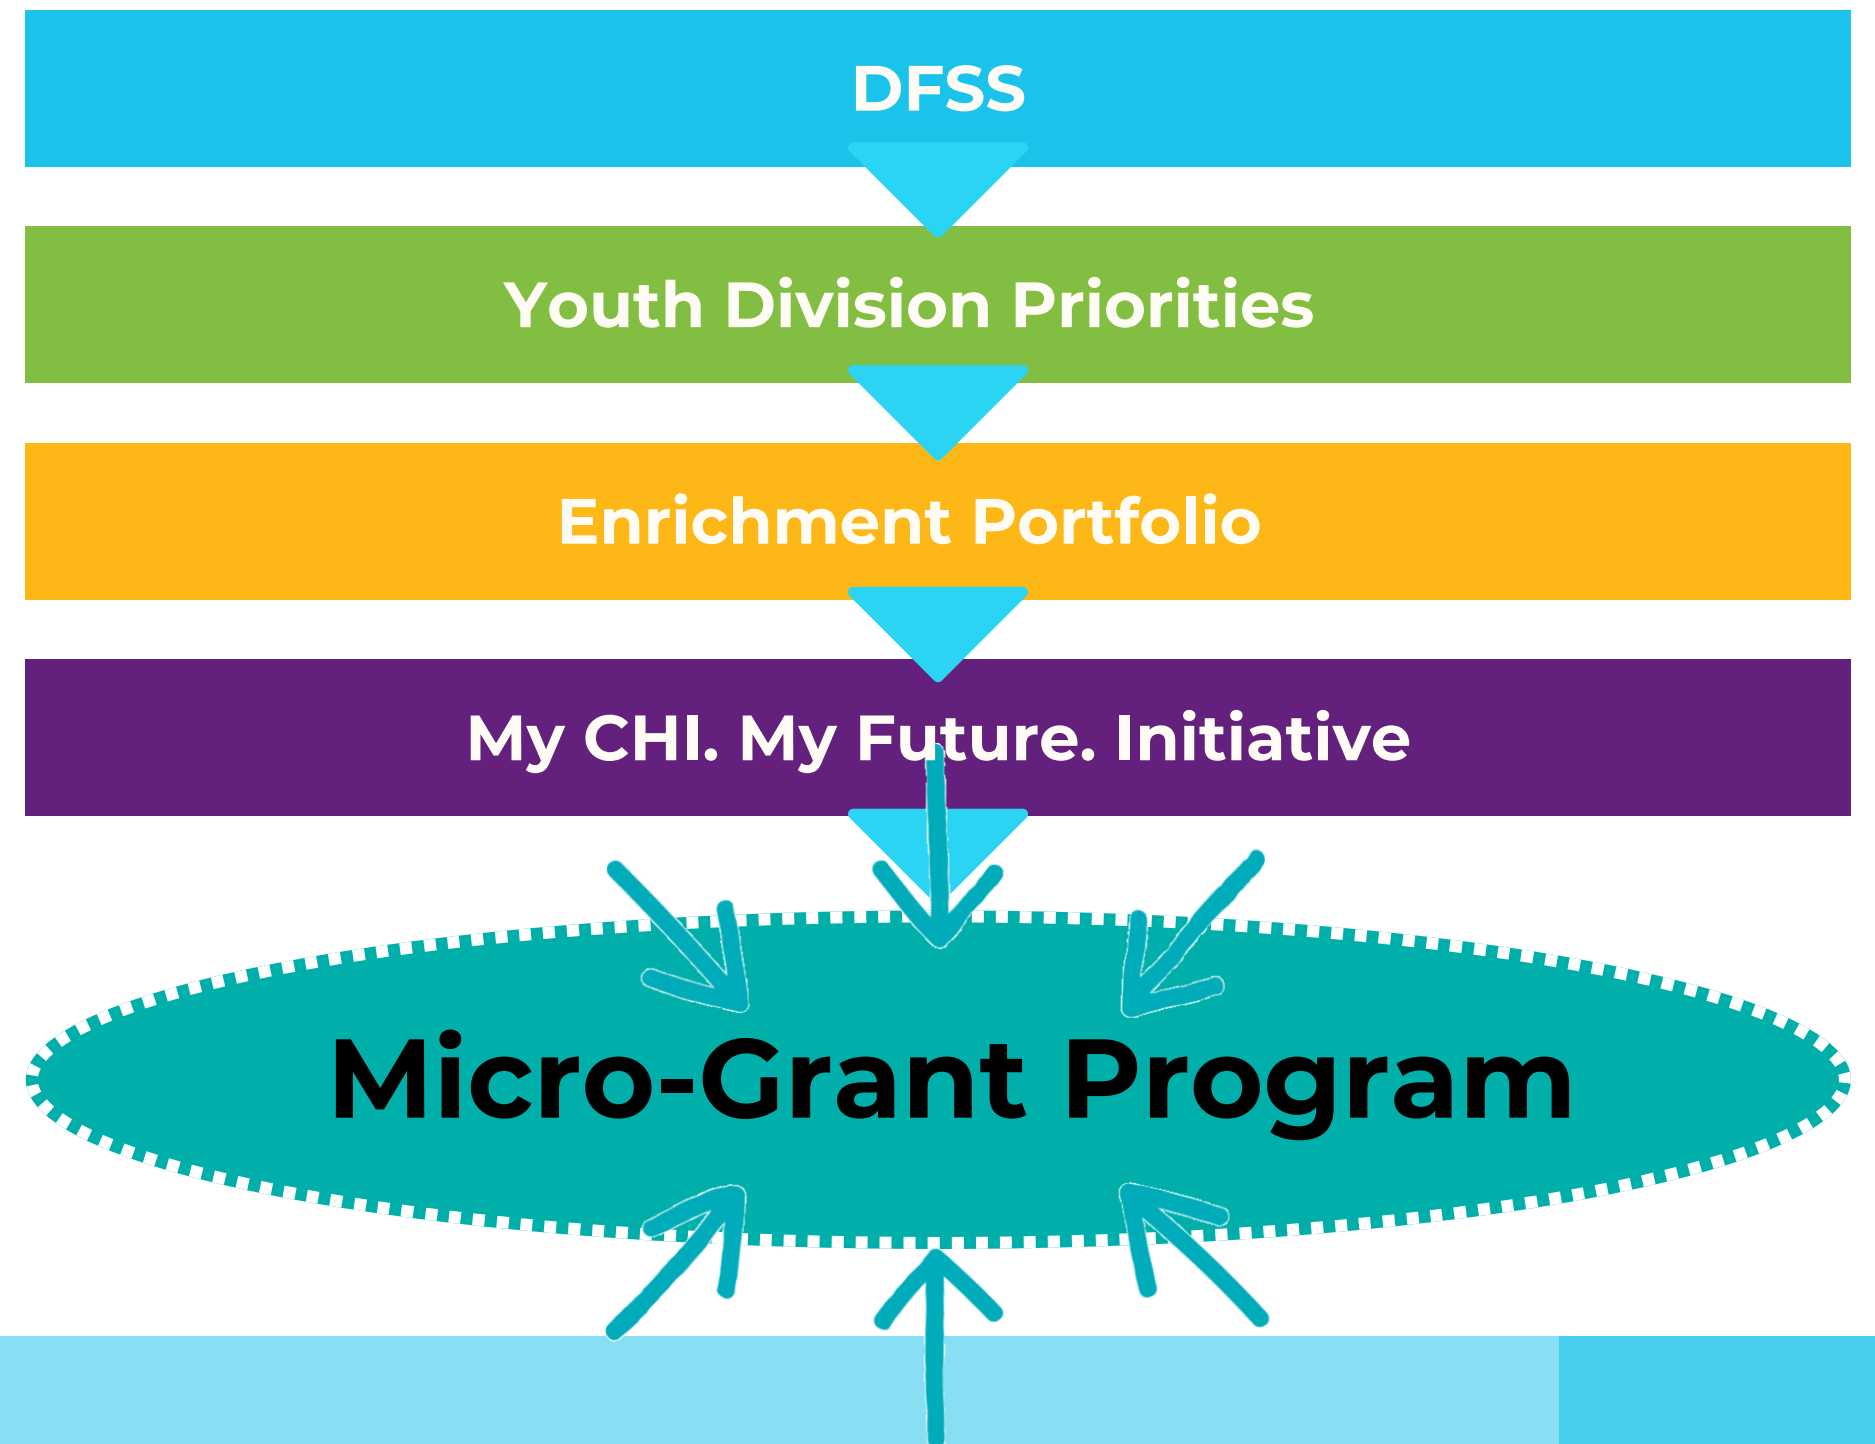 DFSS
Youth Division Priorities
Enrichment Portfolio
My CHI. My Future. Initiative
Micro-Grant Program